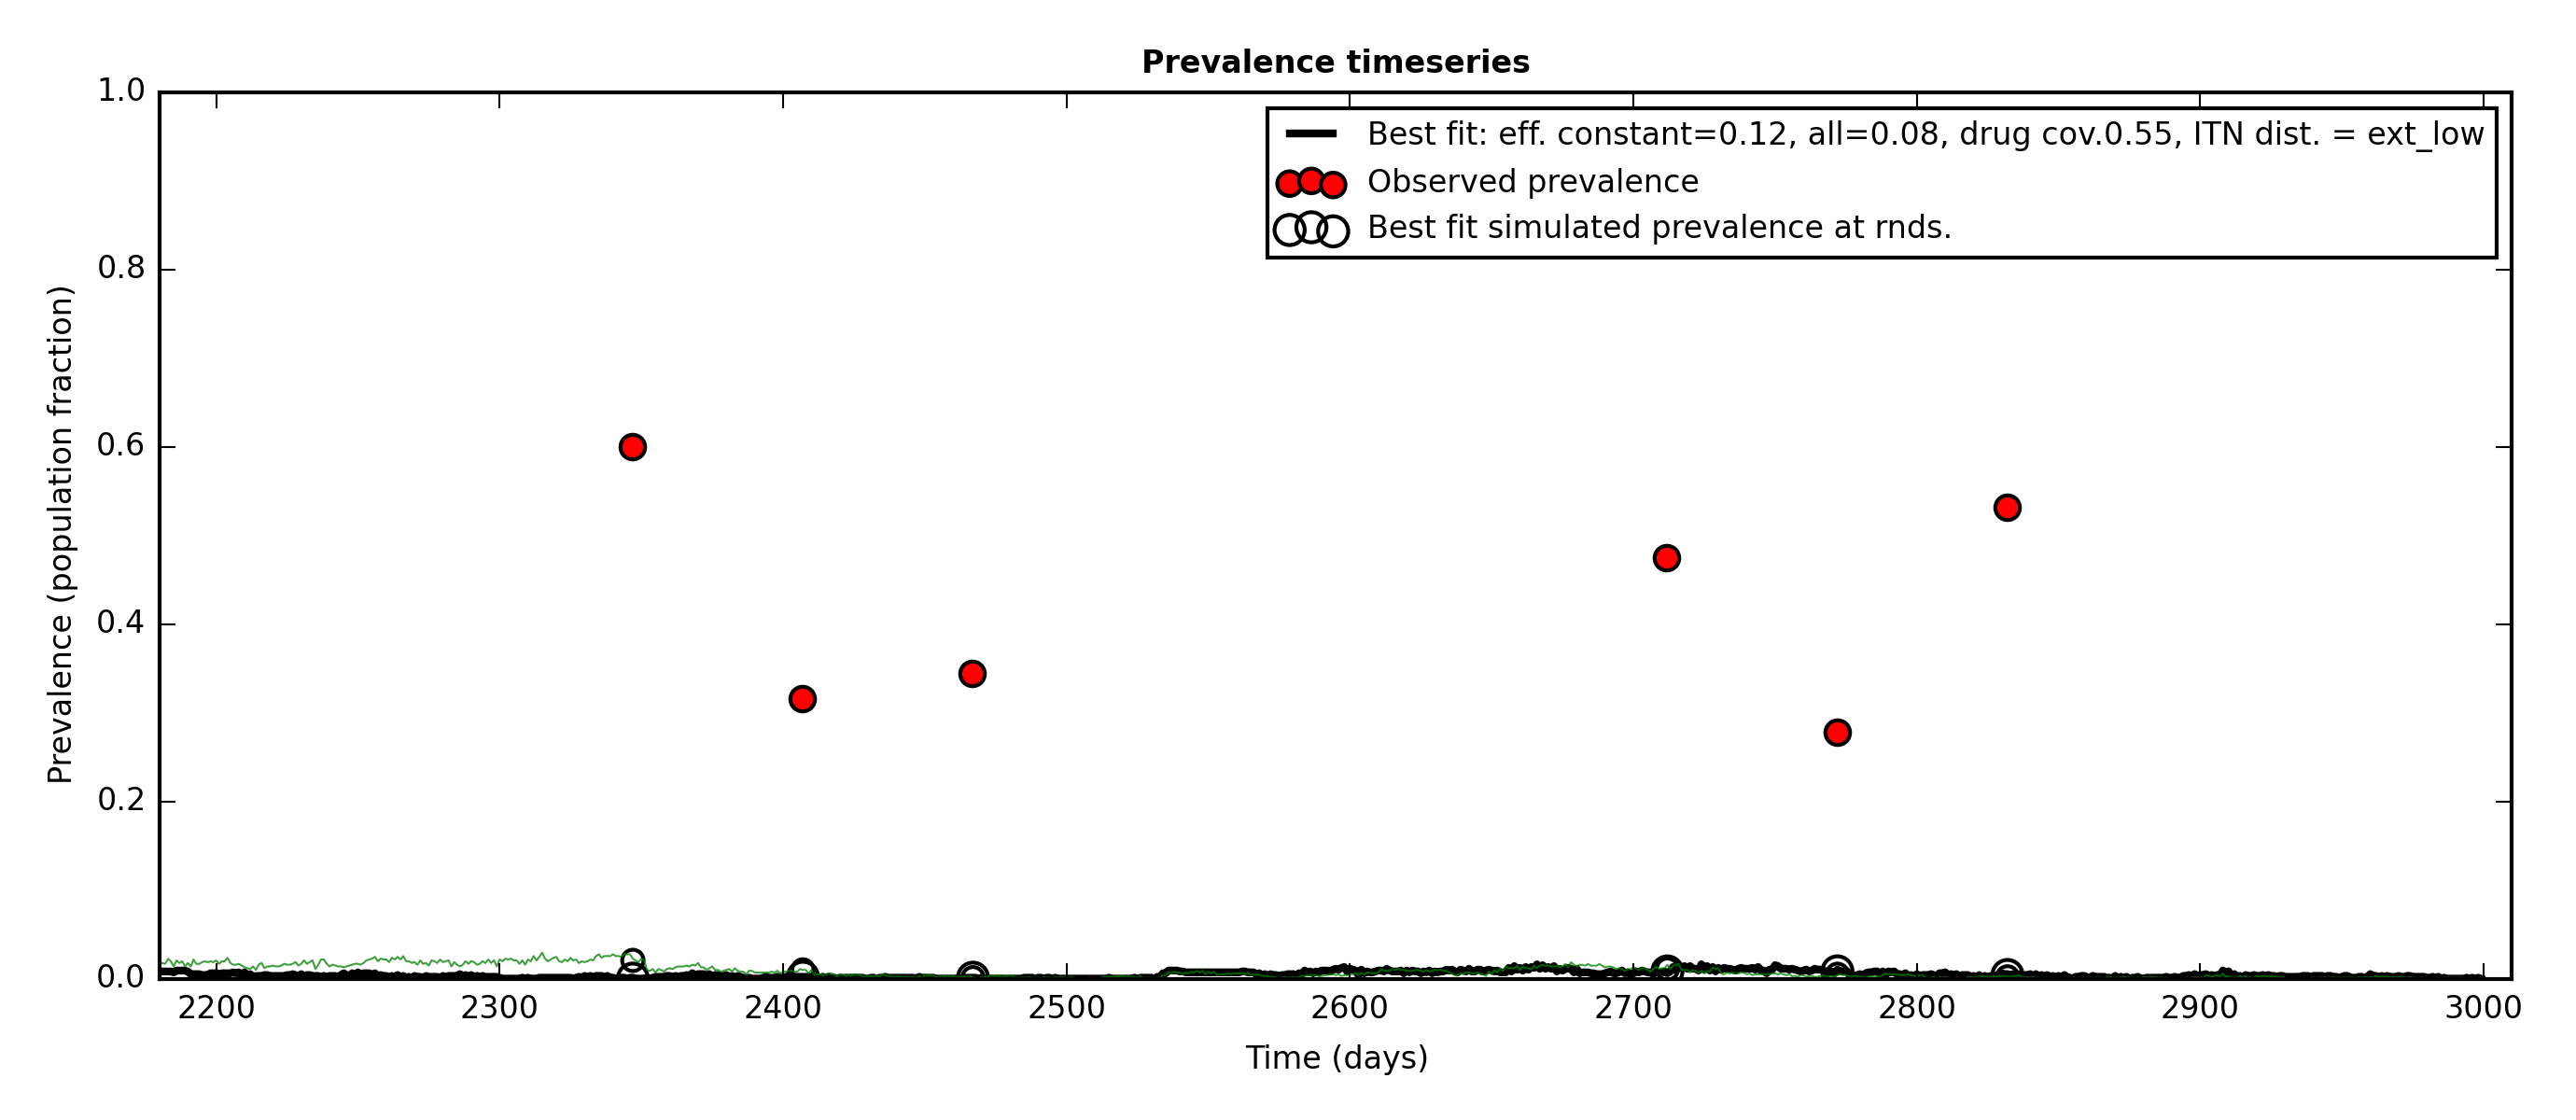 Prevalence timeseries
1.0
0.8
0.6
0.4
0.2
0.0
Prevalence (population fraction)
Best fit: eff. constant=0.12, all=0.08, drug cov.0.55, ITN dist. = ext_low
Observed prevalence
Best fit simulated prevalence at rnds.
2200 2300 2400 2500 2600 2700 2800 2900 3000
Time (days)